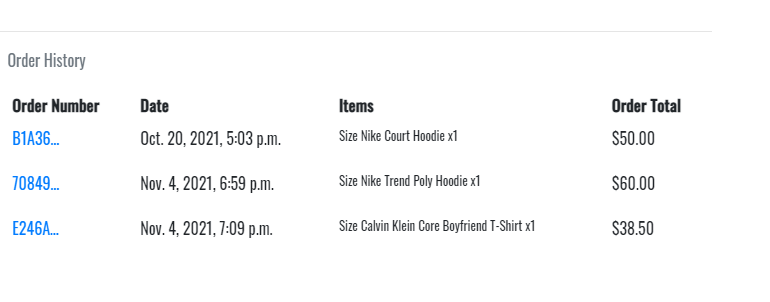 Order History
Order Number Date Items Order Total
B1A36... Oct. 20, 2021, 5:03 p.m. Size Nike Court Hoodie x1 $50.00
70849... Nov. 4, 2021, 6:59 p.m. Size Nike Trend Poly Hoodie x1 $60.00
E246A... Nov. 4, 2021, 7:09 p.m. Size Calvin Klein Core Boyfriend T-Shirt x1 $38.50